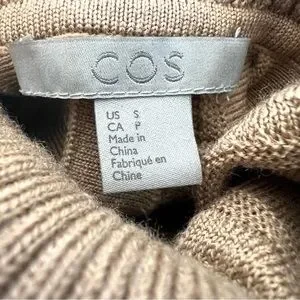 COS
US S
CA P
Made in
China
Fabriqué en
Chine